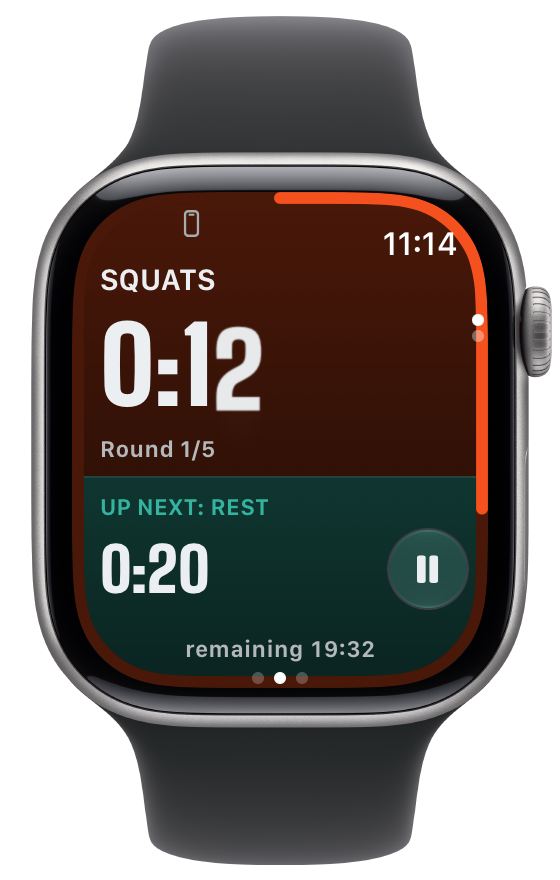 11:14
SQUATS
0:12
Round 1/5
UP NEXT: REST
0:20
remaining 19:32